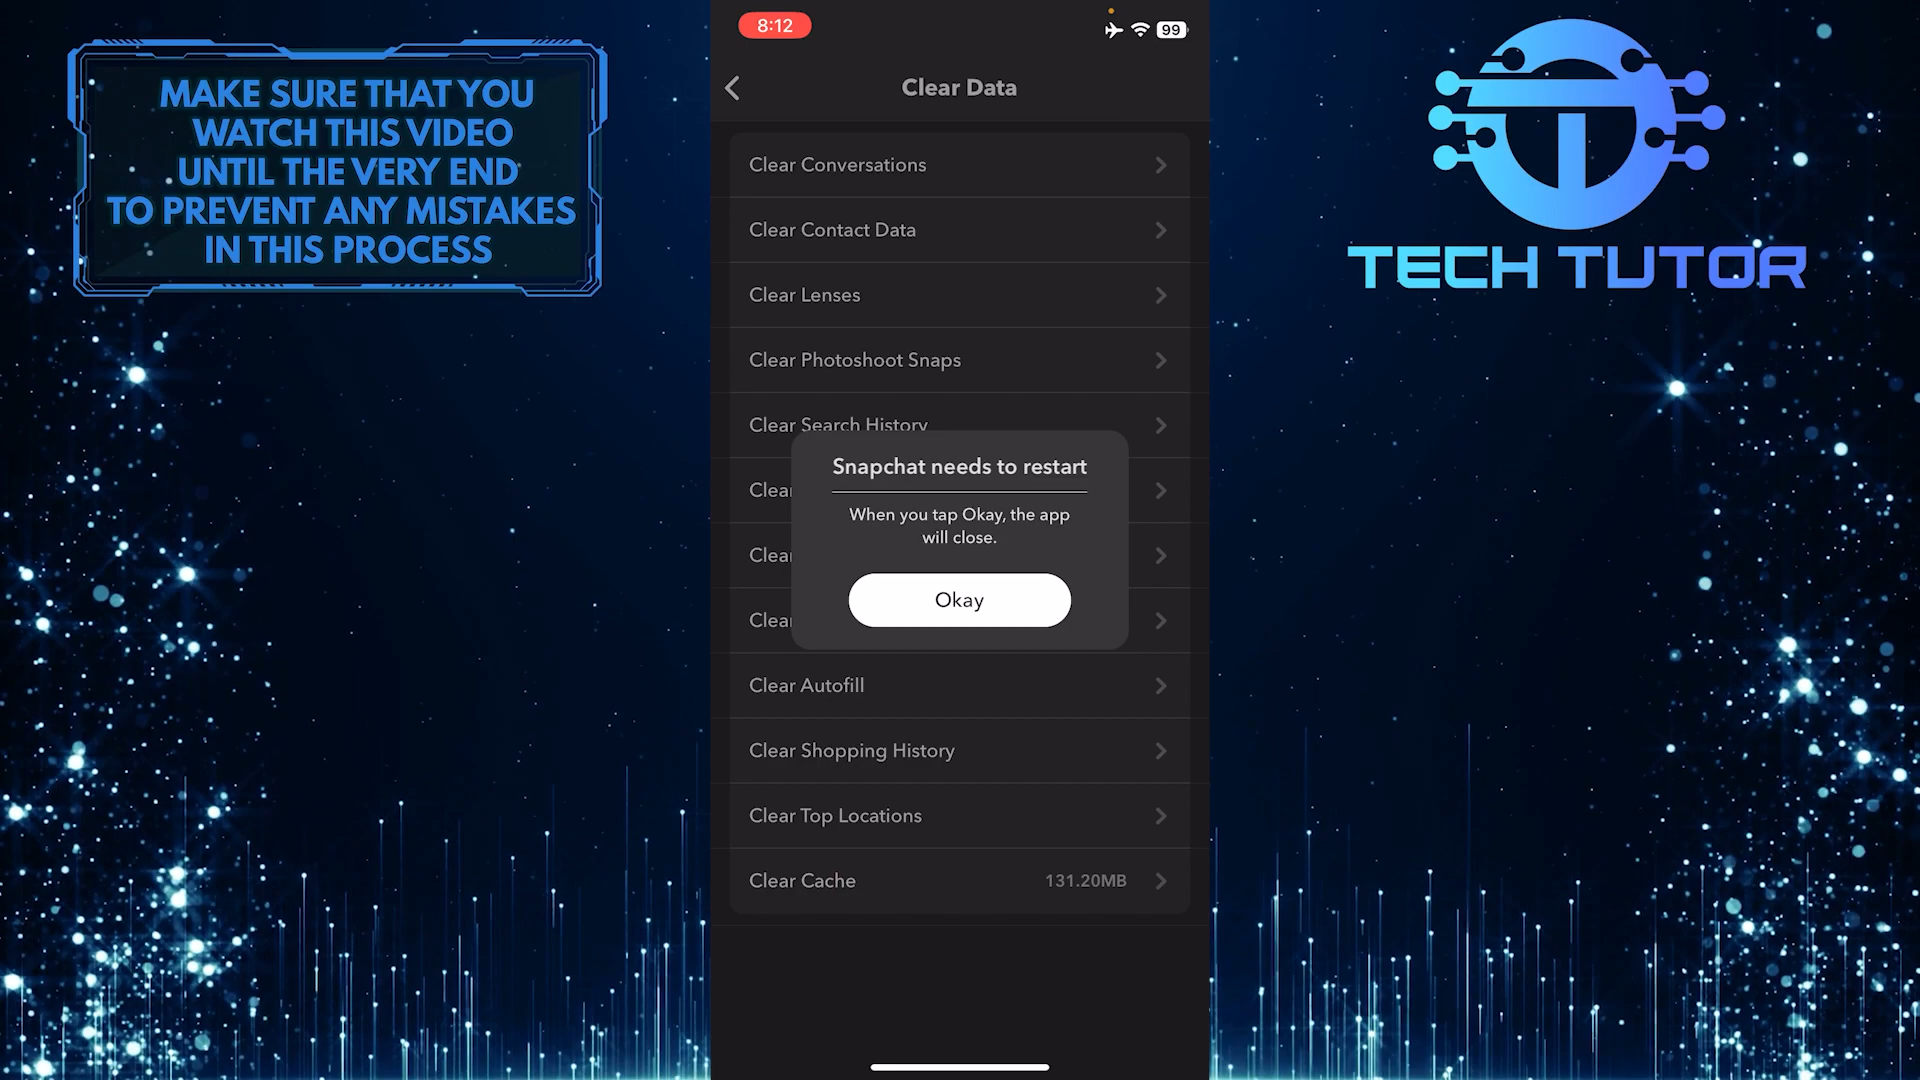 MAKE SURE THAT YOU
WATCH THIS VIDEO
UNTIL THE VERY END
TO PREVENT ANY MISTAKES
IN THIS PROCESS
8:12
99
Clear Data
Clear Conversations
Clear Contact Data
Clear Lenses
Clear Photoshoot Snaps
Clear Search History
Clear
Clear
Clear
Snapchat needs to restart
When you tap Okay, the app
will close.
Okay
Clear Autofill
Clear Shopping History
Clear Top Locations
Clear Cache 131.20MB
TECH TUTOR